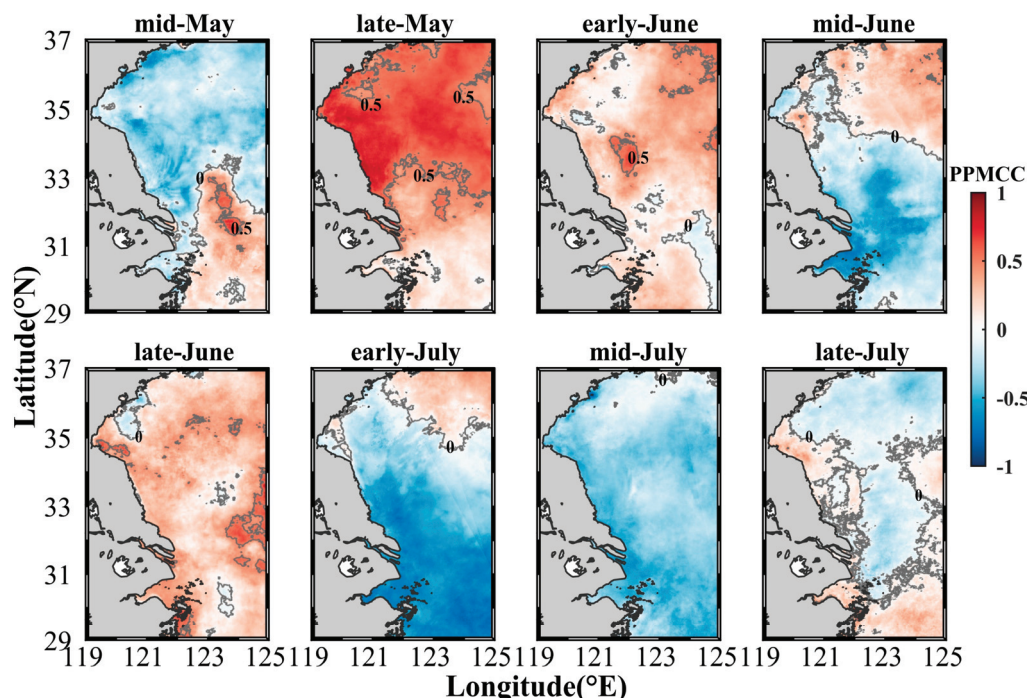 mid-May
late-May
early-June
mid-June
37
35
33
31
29
0
0.5
0.5
0.5
0.5
0.5
0
0
PPMCC
1
0.5
0
-0.5
-1
Latitude(°N)
late-June
early-July
mid-July
late-July
37
35
33
31
29
0
0
0
0
0
119 121 123 125
119 121 123 125
119 121 123 125
119 121 123 125
Longitude(°E)